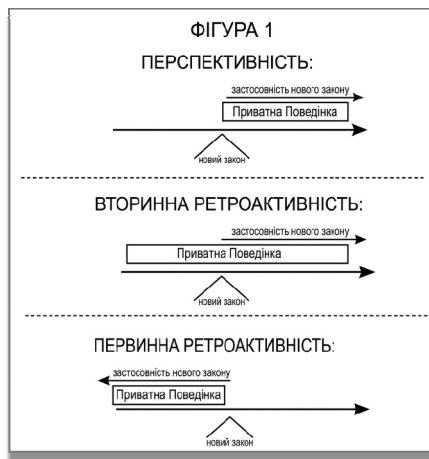 ФІГУРА 1
ПЕРСПЕКТИВНІСТЬ:
застосовність нового закону
Приватна Поведінка
новий закон
ВТОРИННА РЕТРОАКТИВНІСТЬ:
застосовність нового закону
Приватна Поведінка
новий закон
ПЕРВИННА РЕТРОАКТИВНІСТЬ:
застосовність нового закону
Приватна Поведінка
новий закон